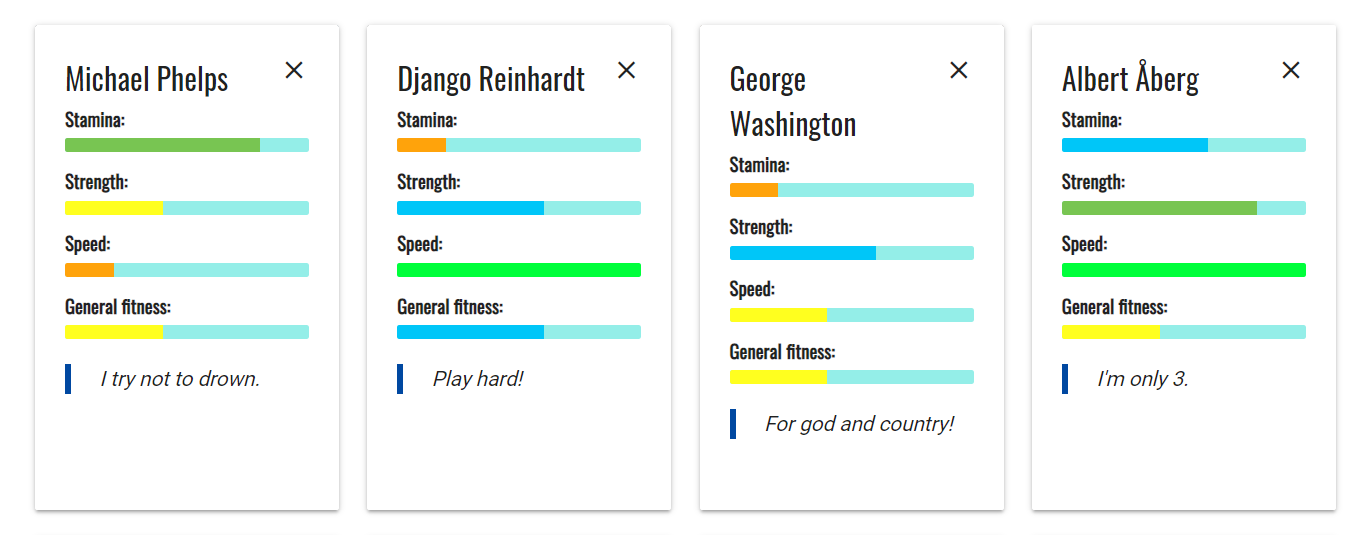 Michael Phelps
Stamina:
Strength:
Speed:
General fitness:
I try not to drown.
Django Reinhardt
Stamina:
Strength:
Speed:
General fitness:
Play hard!
George
Washington
Stamina:
Strength:
Speed:
General fitness:
For god and country!
Albert Åberg
Stamina:
Strength:
Speed:
General fitness:
I'm only 3.